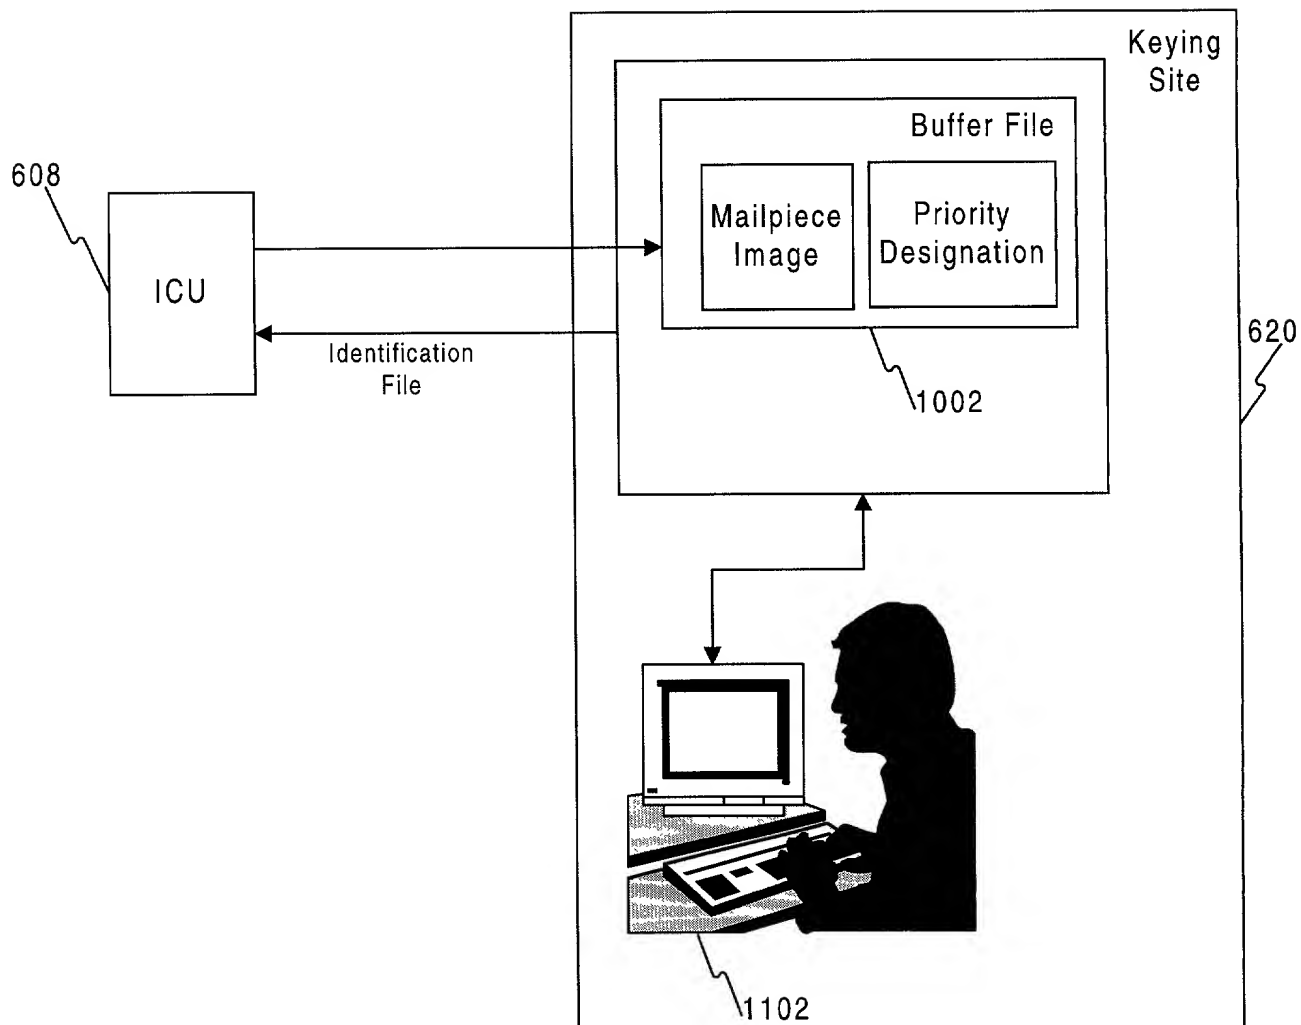 Keying
Site
Buffer File
608
Mailpiece
Image
Priority
Designation
ICU
620
Identification
File
1002
1102